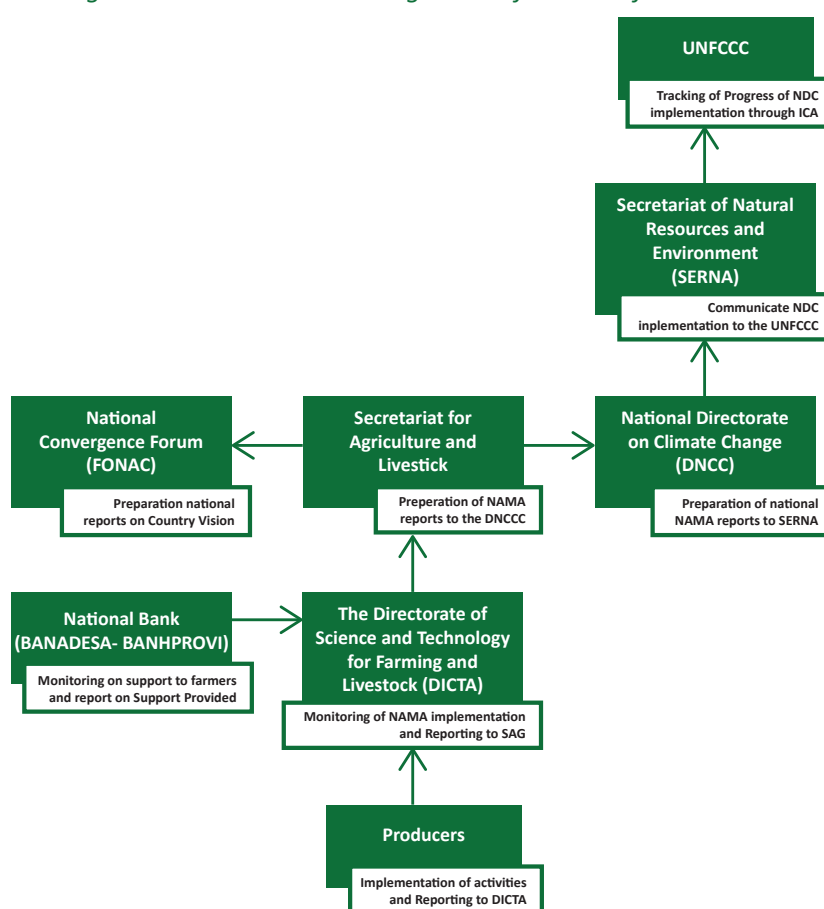 UNFCCC
Tracking of Progress of NDC
implementation through ICA
Secretariat of Natural
Resources and
Environment
(SERNA)
Communicate NDC
inplementation to the UNFCCC
National
Convergence Forum
(FONAC)
Preparation national
reports on Country Vision
Secretariat for
Agriculture and
Livestick
Preperation of NAMA
reports to the DNCCC
National Directorate
on Climate Change
(DNCC)
Preparation of national
NAMA reports to SERNA
National Bank
(BANADESA- BANHPROVI)
Monitoring on support to farmers
and report on Support Provided
The Directorate of
Science and Technology
for Farming and
Livestock (DICTA)
Monitoring of NAMA implementation
and Reporting to SAG
Producers
Implementation of activities
and Reporting to DICTA